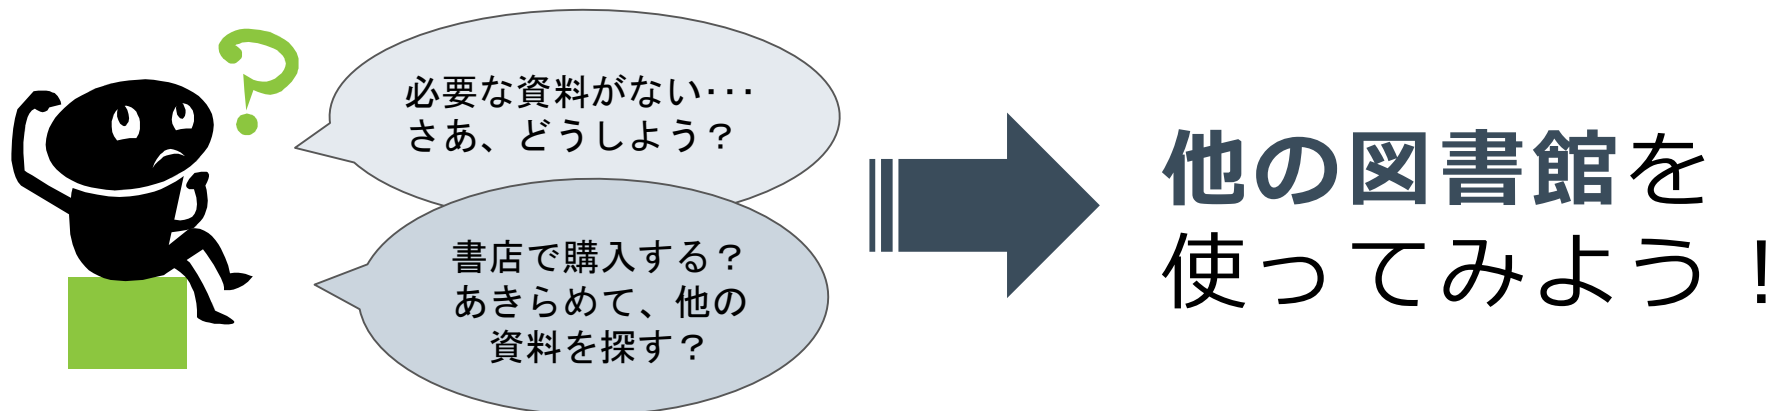 ?
必要な資料がない･･･
さあ、どうしよう？
書店で購入する？
あきらめて、他の
資料を探す？
他の図書館を
使ってみよう！